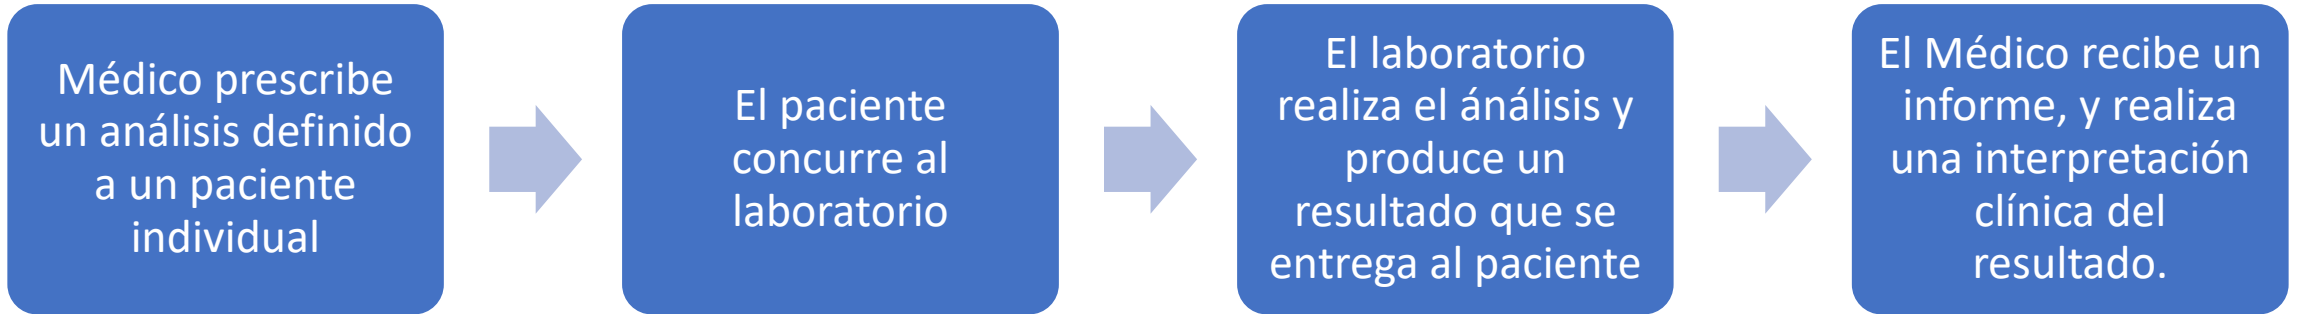 Médico prescribe
un análisis definido
a un paciente
individual
El paciente
concurre al
laboratorio
El laboratorio
realiza el ánálisis y
produce un
resultado que se
entrega al paciente
El Médico recibe un
informe, y realiza
una interpretación
clínica del
resultado.